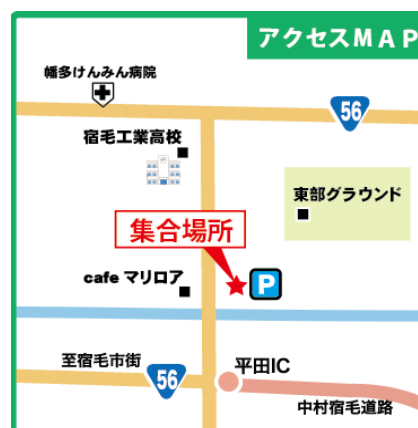 アクセスMAP
幡多けんみん病院
56
宿毛工業高校
東部グラウンド
集合場所
cafe マリロア
P
至宿毛市街
56
平田IC
中村宿毛道路